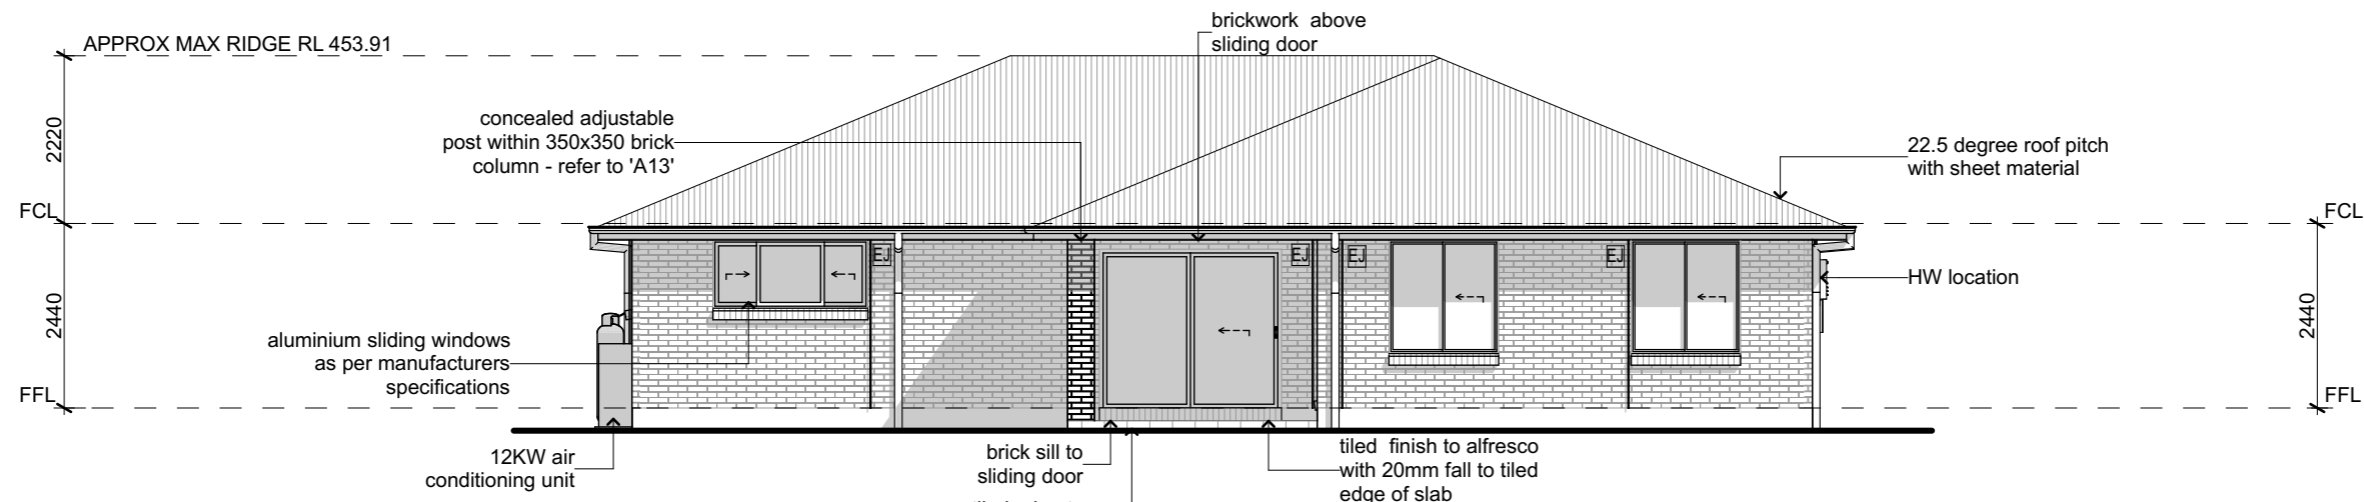 brickwork above
sliding door
APPROX MAX RIDGE RL 453.91
2220
concealed adjustable
post within 350x350 brick
column - refer to 'A13'
22.5 degree roof pitch
with sheet material
FCL
FCL
EJ
EJ
EJ
EJ
HW location
2440
2440
aluminium sliding windows
as per manufacturers
specifications
FFL
FFL
12KW air
conditioning unit
brick sill to
sliding door
tiled finish to alfresco
with 20mm fall to tiled
edge of slab